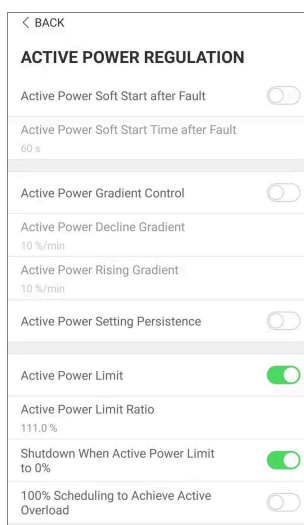 < BACK
ACTIVE POWER REGULATION
Active Power Soft Start after Fault
Active Power Soft Start Time after Fault
60 s
Active Power Gradient Control
Active Power Decline Gradient
10 %/min
Active Power Rising Gradient
10 %/min
Active Power Setting Persistence
Active Power Limit
Active Power Limit Ratio
111.0 %
Shutdown When Active Power Limit
to 0%
100% Scheduling to Achieve Active
Overload